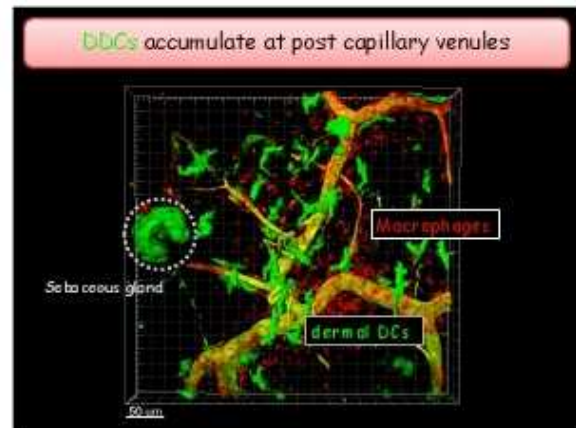 DDCs accumulate at post capillary venules
Macrophages
Sebaceous gland
dermal DCs
50 um